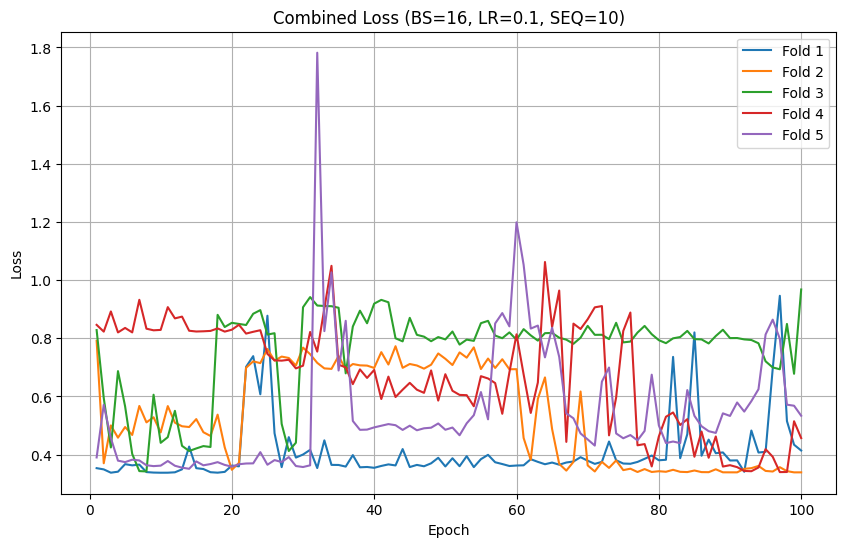 Combined Loss (BS=16, LR=0.1, SEQ=10)
Fold 1
Fold 2
Fold 3
Fold 4
Fold 5
Loss
1.8
1.6
1.4
1.2
1.0
0.8
0.6
0.4
0 20 40 60 80 100
Epoch